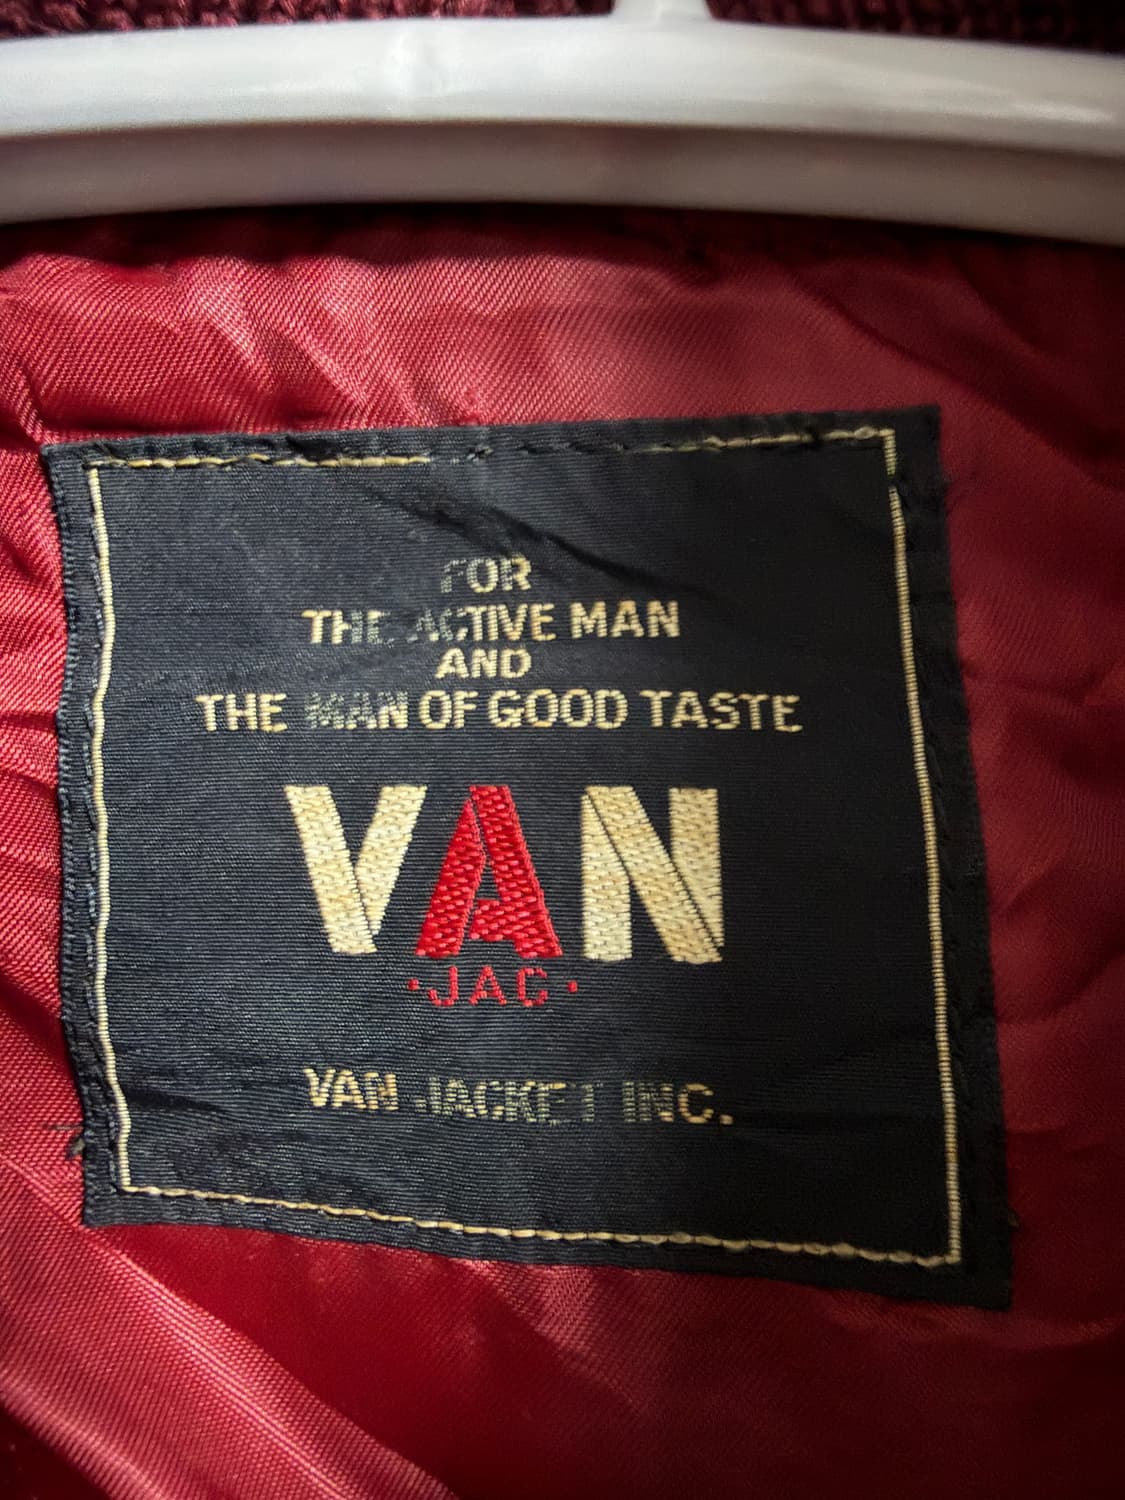 FOR
THE ACTIVE MAN
AND
THE MAN OF GOOD TASTE
VAN
·JAC·
VAN JACKET INC.